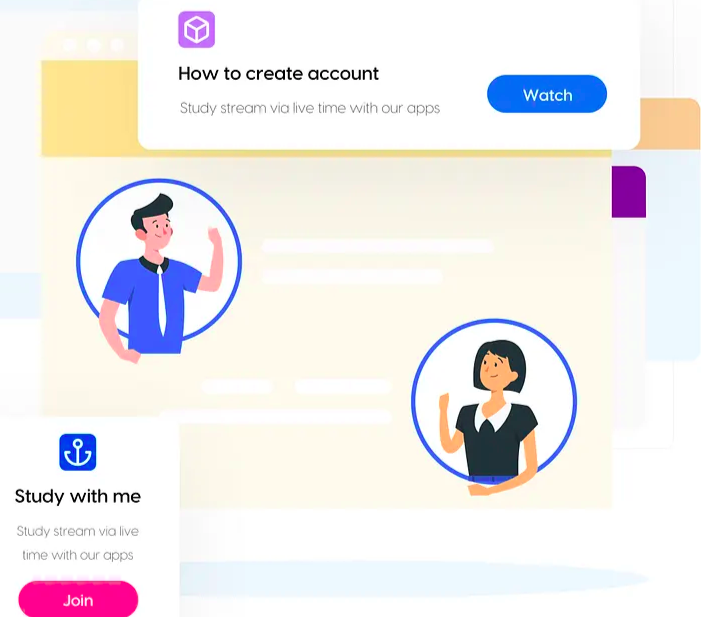 How to create account
Study stream via live time with our apps
Watch
Study with me
Study stream via live
time with our apps
Join